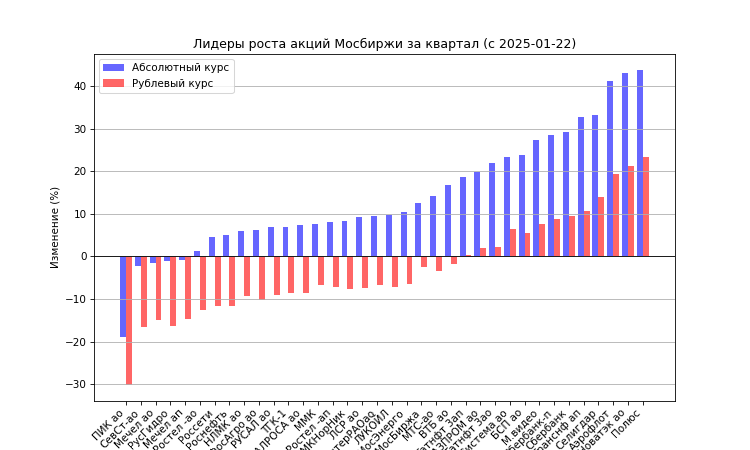 Лидеры роста акций Мосбиржи за квартал (с 2025-01-22)
Абсолютный курс
Рублевый курс
Изменение (%)
40
30
20
10
0
−10
−20
−30
ПИК ао
СевСт-ао
Мечел ао
РусГидро
Мечел ап
Ростел -ао
Россети
Роснефть
НЛМК ао
РусАгро ао
РУСАЛ ао
ТГК-1
АЛРОСА ао
ММК
Ростел -ап
ГМКНорНик
ЛСР ао
ИнтерРАОао
ЛУКОЙЛ
МосЭнерго
МосБиржа
МТС-ао
ВТБ ао
Татнфт 3ап
ГАЗПРОМ ао
Татнфт 3ао
Система ао
БСП ао
М.видео
Сбербанк-п
Сбербанк
Транснф ап
Селигдар
Аэрофлот
Новатэк ао
Полюс